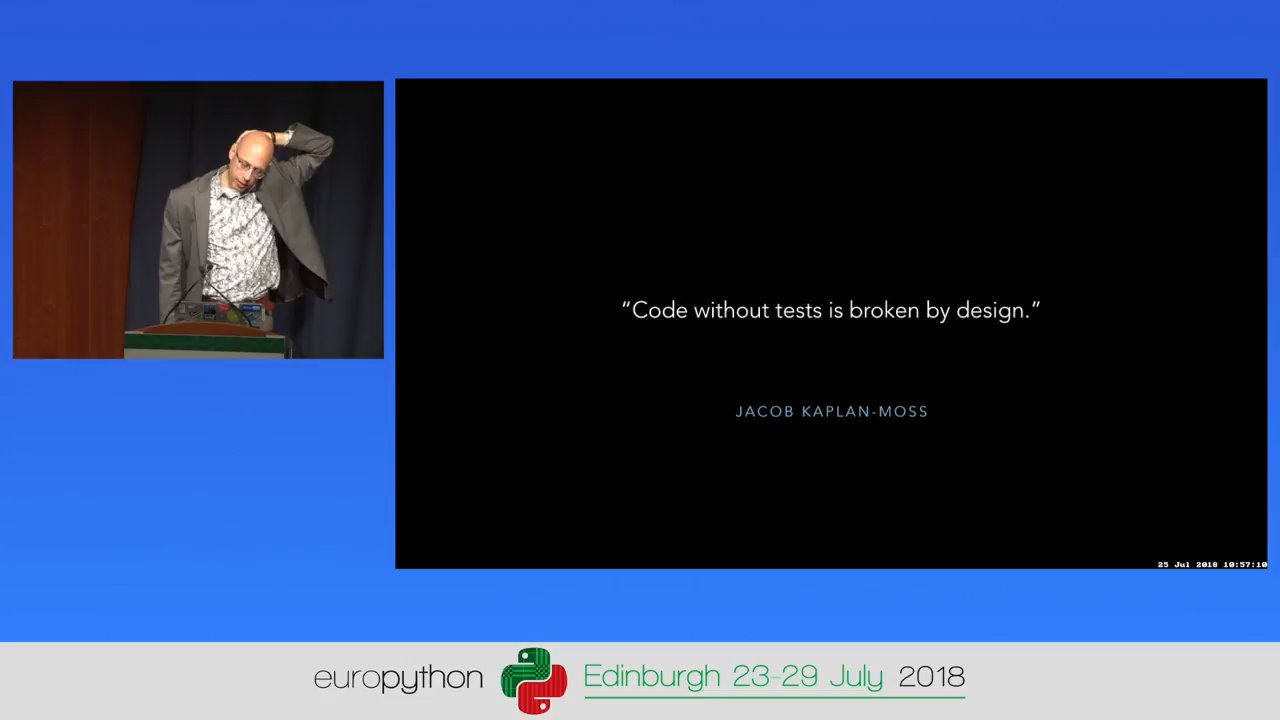 “Code without tests is broken by design.”
JACOB KAPLAN-MOSS
25 Jul 2018 10:57:10
europython Edinburgh 23-29 July 2018